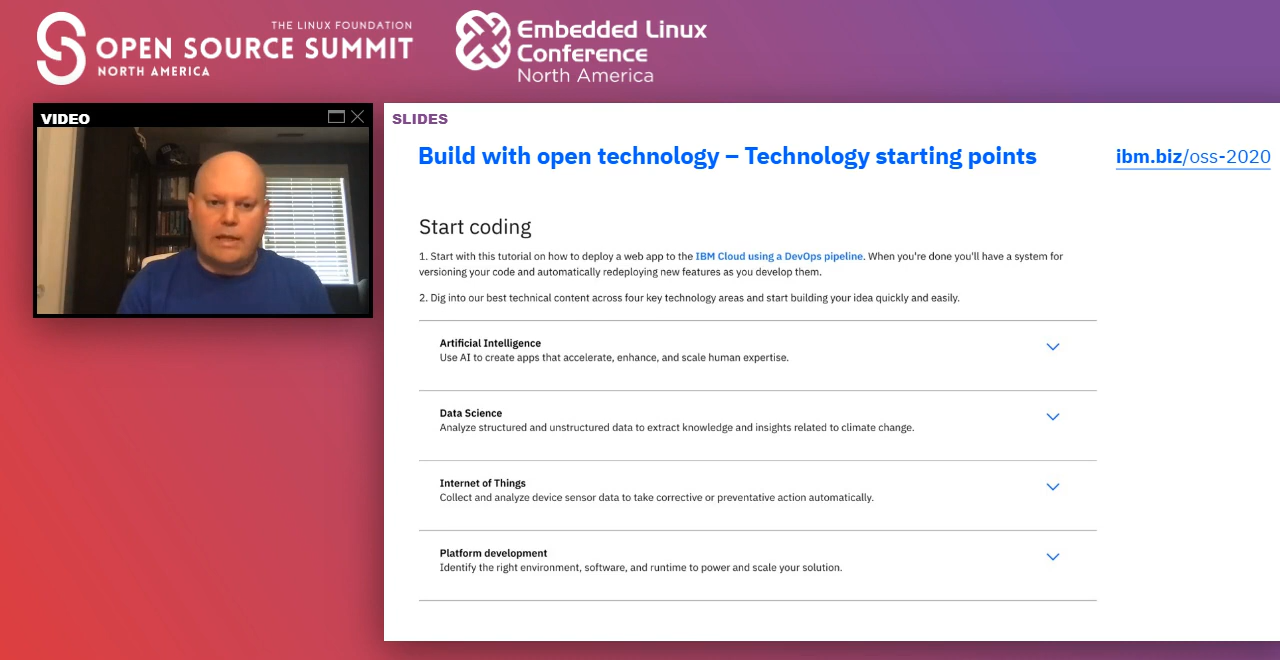 THE LINUX FOUNDATION
OPEN SOURCE SUMMIT
NORTH AMERICA
Embedded Linux
Conference
North America
VIDEO
SLIDES
Build with open technology – Technology starting points
ibm.biz/oss-2020
Start coding
1. Start with this tutorial on how to deploy a web app to the IBM Cloud using a DevOps pipeline. When you're done you'll have a system for
versioning your code and automatically redeploying new features as you develop them.
2. Dig into our best technical content across four key technology areas and start building your idea quickly and easily.
Artificial Intelligence
Use AI to create apps that accelerate, enhance, and scale human expertise.
Data Science
Analyze structured and unstructured data to extract knowledge and insights related to climate change.
Internet of Things
Collect and analyze device sensor data to take corrective or preventative action automatically.
Platform development
Identify the right environment, software, and runtime to power and scale your solution.